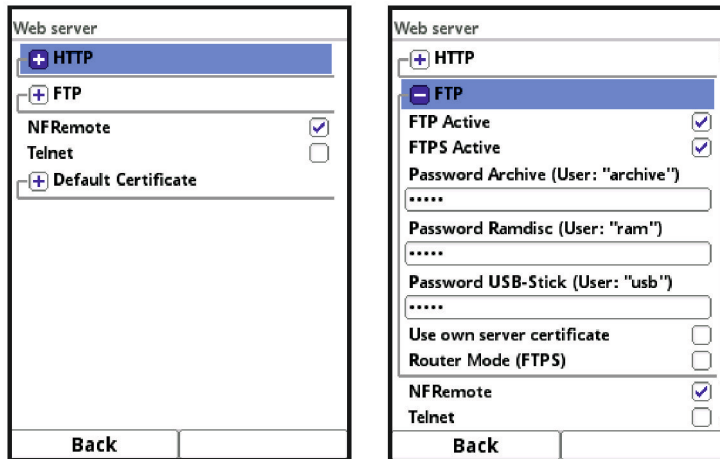 Web server
HTTP
FTP
NFRemote
Telnet
Default Certificate
Back
Web server
HTTP
FTP
FTP Active
FTPS Active
Password Archive (User: "archive")
•••••
Password Ramdisc (User: "ram")
•••••
Password USB-Stick (User: "usb")
•••••
Use own server certificate
Router Mode (FTPS)
NFRemote
Telnet
Back